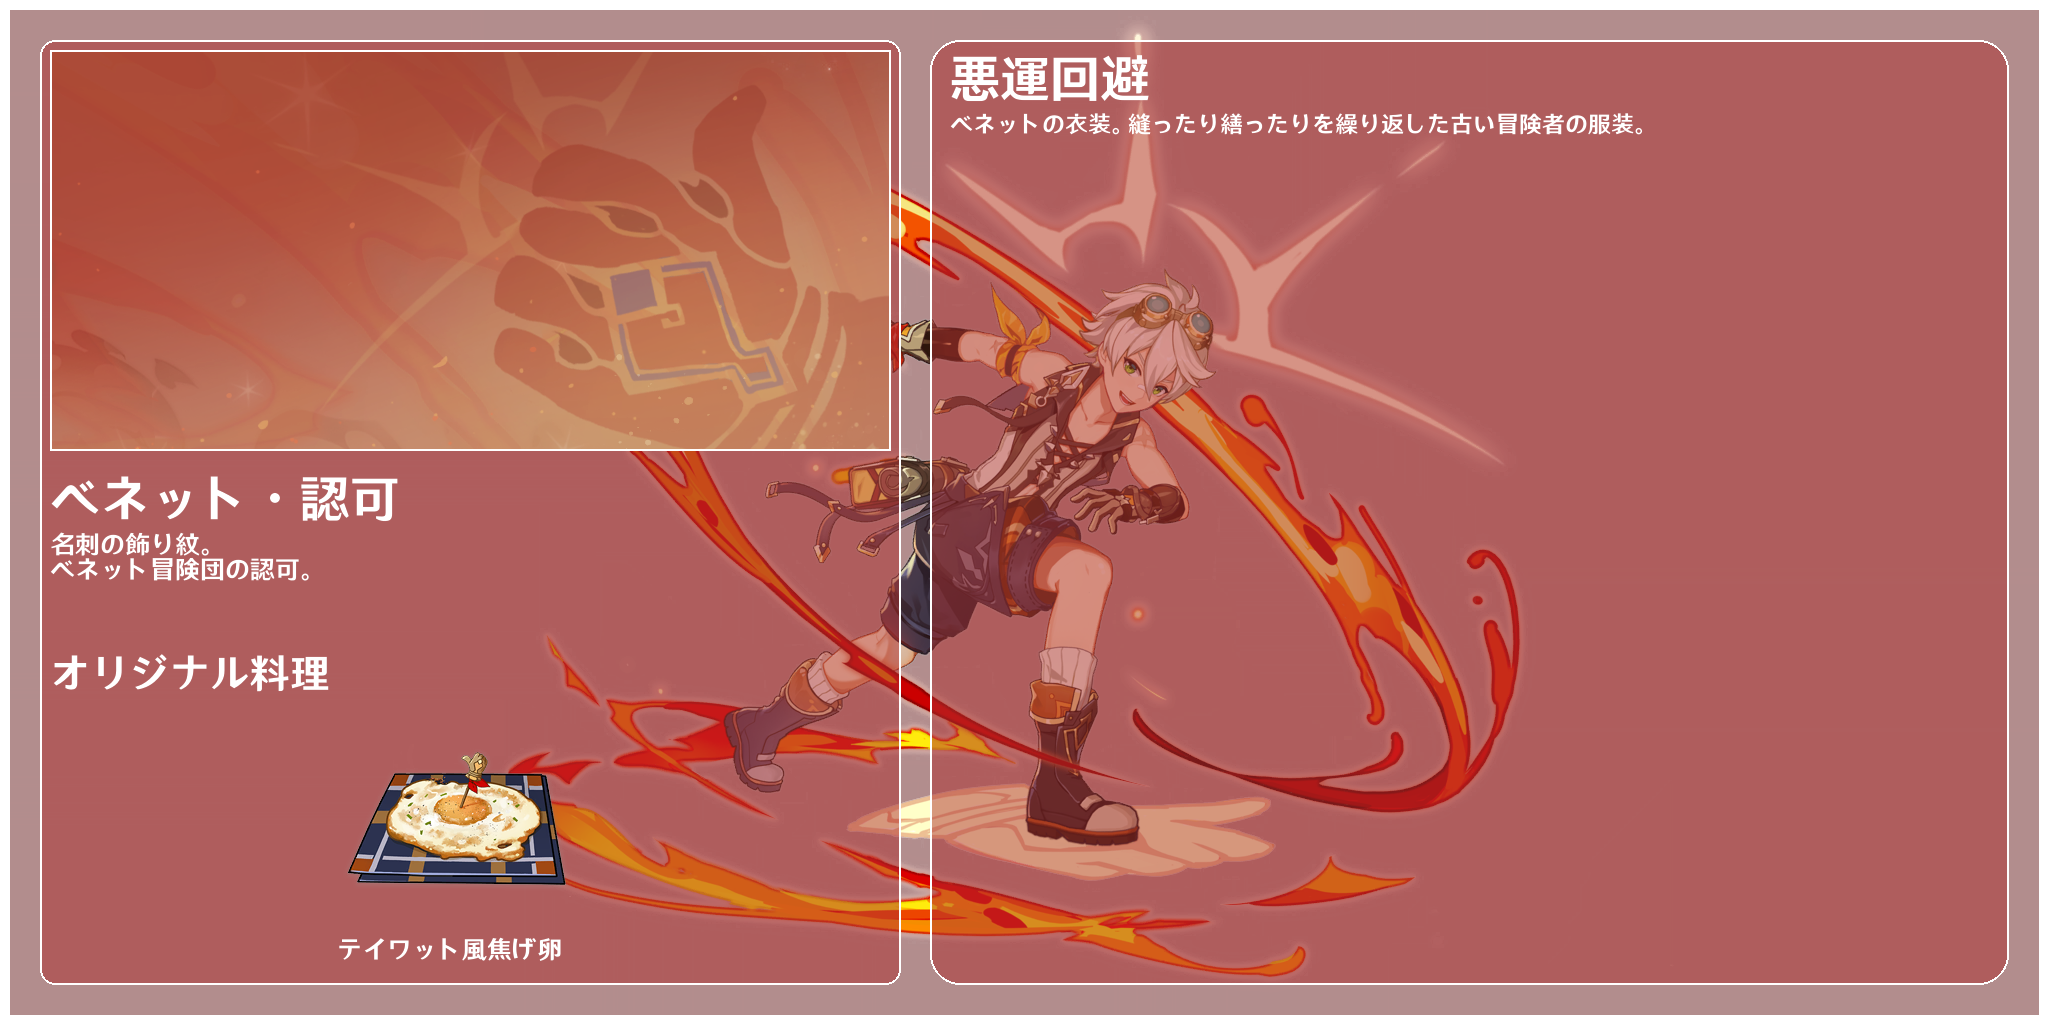 ベネット・認可
名刺の飾り紋。
ベネット冒険団の認可。
オリジナル料理
テイワット風焦げ卵
悪運回避
ベネットの衣装。縫ったり繕ったりを繰り返した古い冒険者の服装。